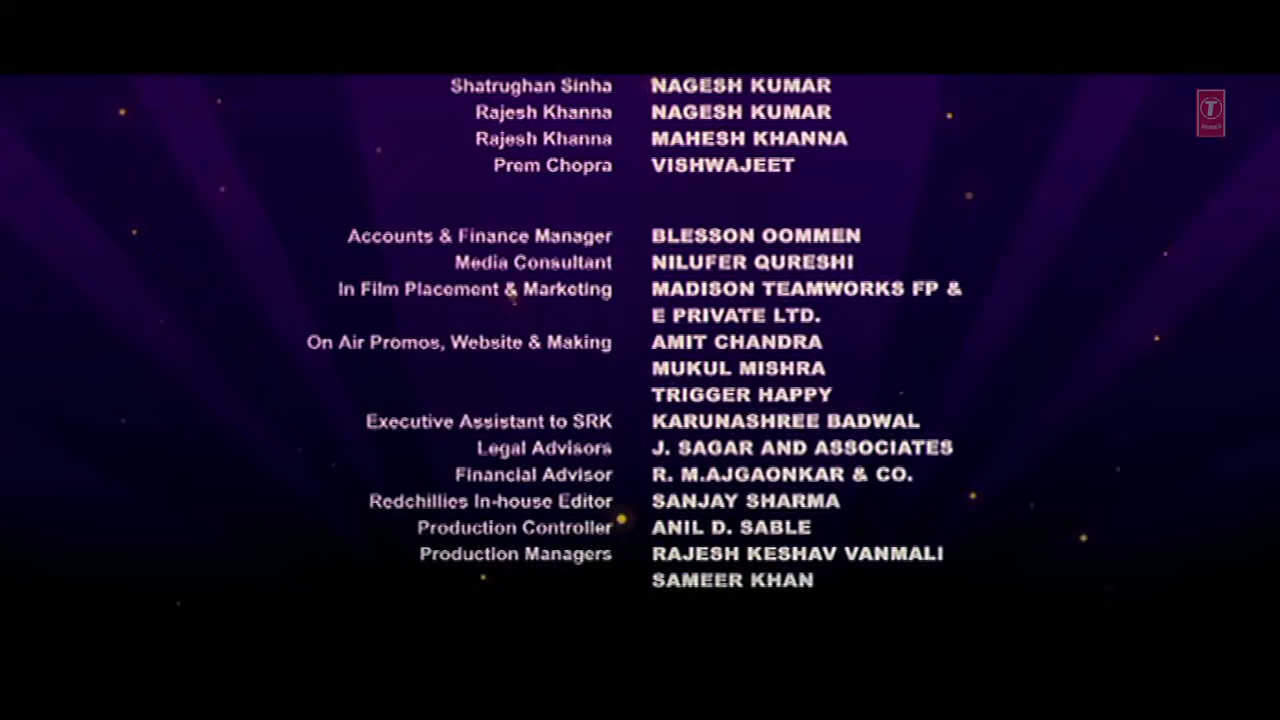 Shatrughan Sinha NAGESH KUMAR
Rajesh Khanna NAGESH KUMAR
Rajesh Khanna MAHESH KHANNA
Prem Chopra VISHWAJEET
Accounts & Finance Manager BLESSON OOMMEN
Media Consultant NILUFER QURESHI
In Film Placement & Marketing MADISON TEAMWORKS FP &
E PRIVATE LTD.
On Air Promos, Website & Making AMIT CHANDRA
MUKUL MISHRA
TRIGGER HAPPY
Executive Assistant to SRK KARUNASHREE BADWAL
Legal Advisors J. SAGAR AND ASSOCIATES
Financial Advisor R. M.AJGAONKAR & CO.
Redchillies In-house Editor SANJAY SHARMA
Production Controller ANIL D. SABLE
Production Managers RAJESH KESHAV VANMALI
SAMEER KHAN
T
SERIES